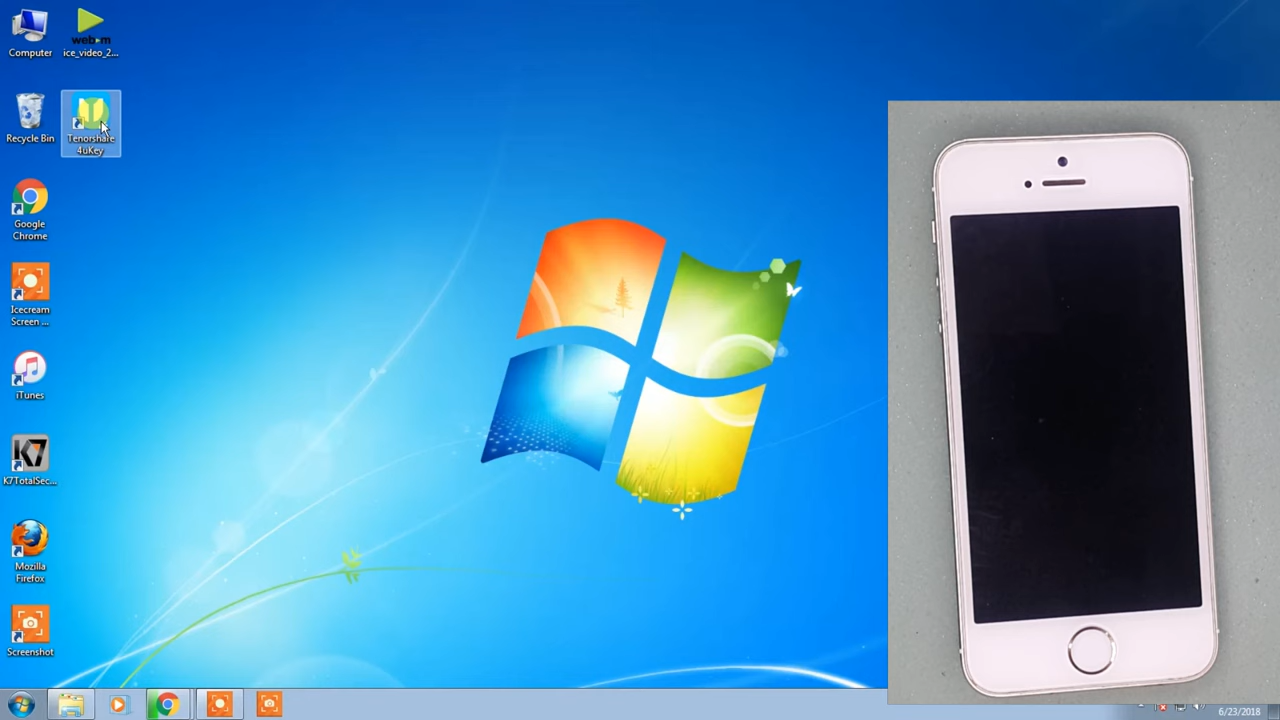 Computer
web m
ice_video_2...
Recycle Bin
Tenorshare
4uKey
Google
Chrome
Icecream
Screen ...
iTunes
K7
K7TotalSec...
Mozilla
Firefox
Screenshot
6/23/2018